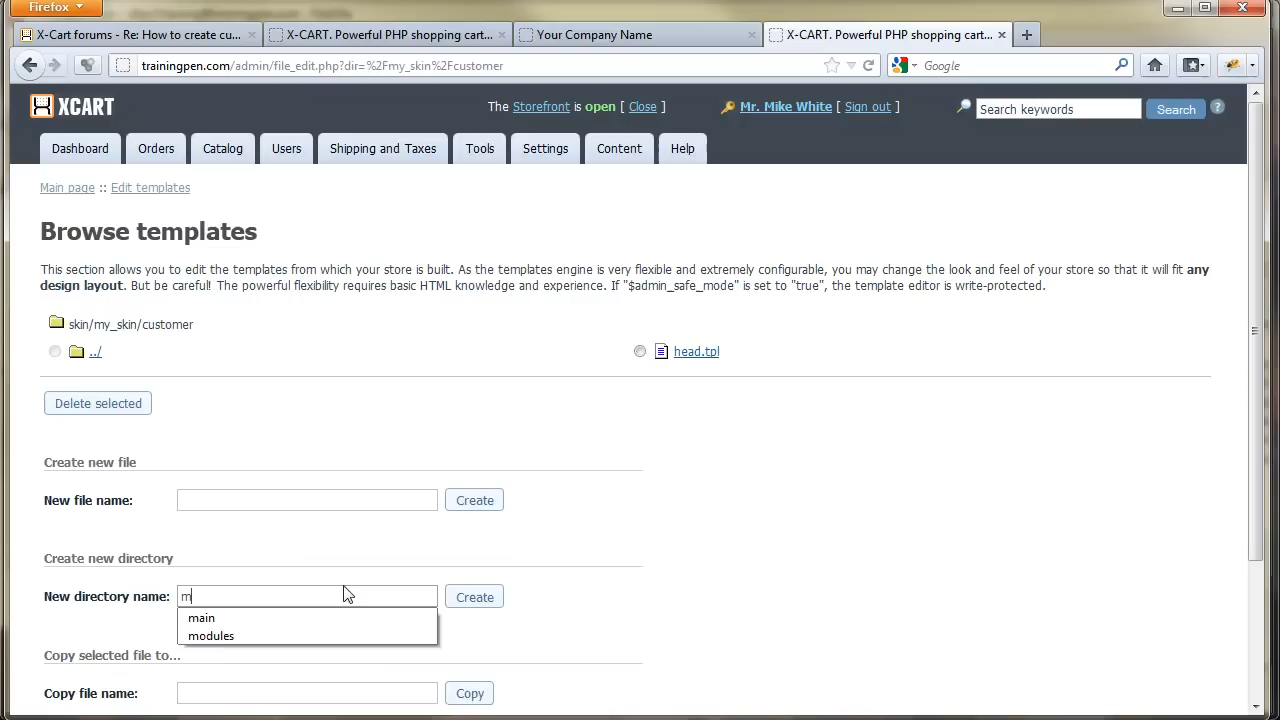 Firefox
X-Cart forums - Re: How to create cu...
X-CART. Powerful PHP shopping cart...
Your Company Name
X-CART. Powerful PHP shopping cart...
trainingpen.com/admin/file_edit.php?dir=%2Fmy_skin%2Fcustomer
Google
XCART
The Storefront is open [ Close ]
Mr. Mike White [ Sign out ]
Search keywords
Search
?
Dashboard
Orders
Catalog
Users
Shipping and Taxes
Tools
Settings
Content
Help
Main page :: Edit templates
Browse templates
This section allows you to edit the templates from which your store is built. As the templates engine is very flexible and extremely configurable, you may change the look and feel of your store so that it will fit any
design layout. But be careful! The powerful flexibility requires basic HTML knowledge and experience. If "$admin_safe_mode" is set to "true", the template editor is write-protected.
skin/my_skin/customer
../
head.tpl
Delete selected
Create new file
New file name:
Create
Create new directory
New directory name:
m
Create
main
modules
Copy selected file to...
Copy file name:
Copy